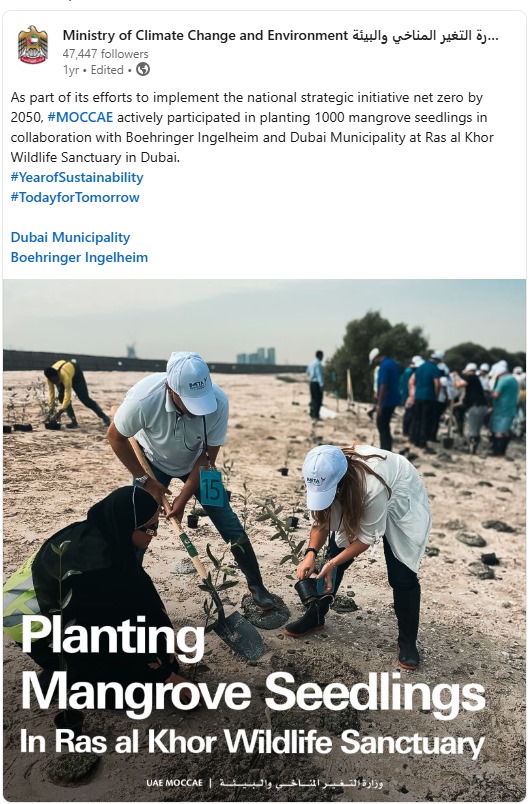 Ministry of Climate Change and Environment رة التغير المناخي والبيئة...
47,447 followers
1yr • Edited •
As part of its efforts to implement the national strategic initiative net zero by
2050, #MOCCAE actively participated in planting 1000 mangrove seedlings in
collaboration with Boehringer Ingelheim and Dubai Municipality at Ras al Khor
Wildlife Sanctuary in Dubai.
#YearofSustainability
#TodayforTomorrow
Dubai Municipality
Boehringer Ingelheim
15
Planting
Mangrove Seedlings
In Ras al Khor Wildlife Sanctuary
UAE MOCCAE | وزارة التغير المناخي والبيئة